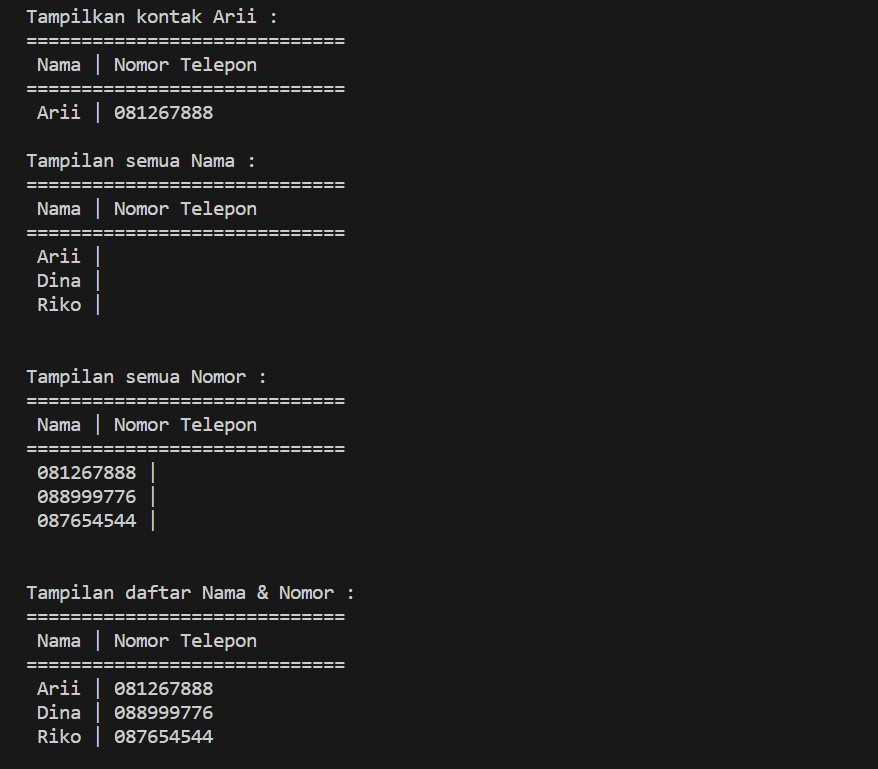 Tampilkan kontak Arii :
=============================
 Nama | Nomor Telepon
=============================
 Arii | 081267888
Tampilan semua Nama :
=============================
 Nama | Nomor Telepon
=============================
 Arii |
 Dina |
 Riko |
Tampilan semua Nomor :
=============================
 Nama | Nomor Telepon
=============================
 081267888 |
 088999776 |
 087654544 |
Tampilan daftar Nama & Nomor :
=============================
 Nama | Nomor Telepon
=============================
 Arii | 081267888
 Dina | 088999776
 Riko | 087654544